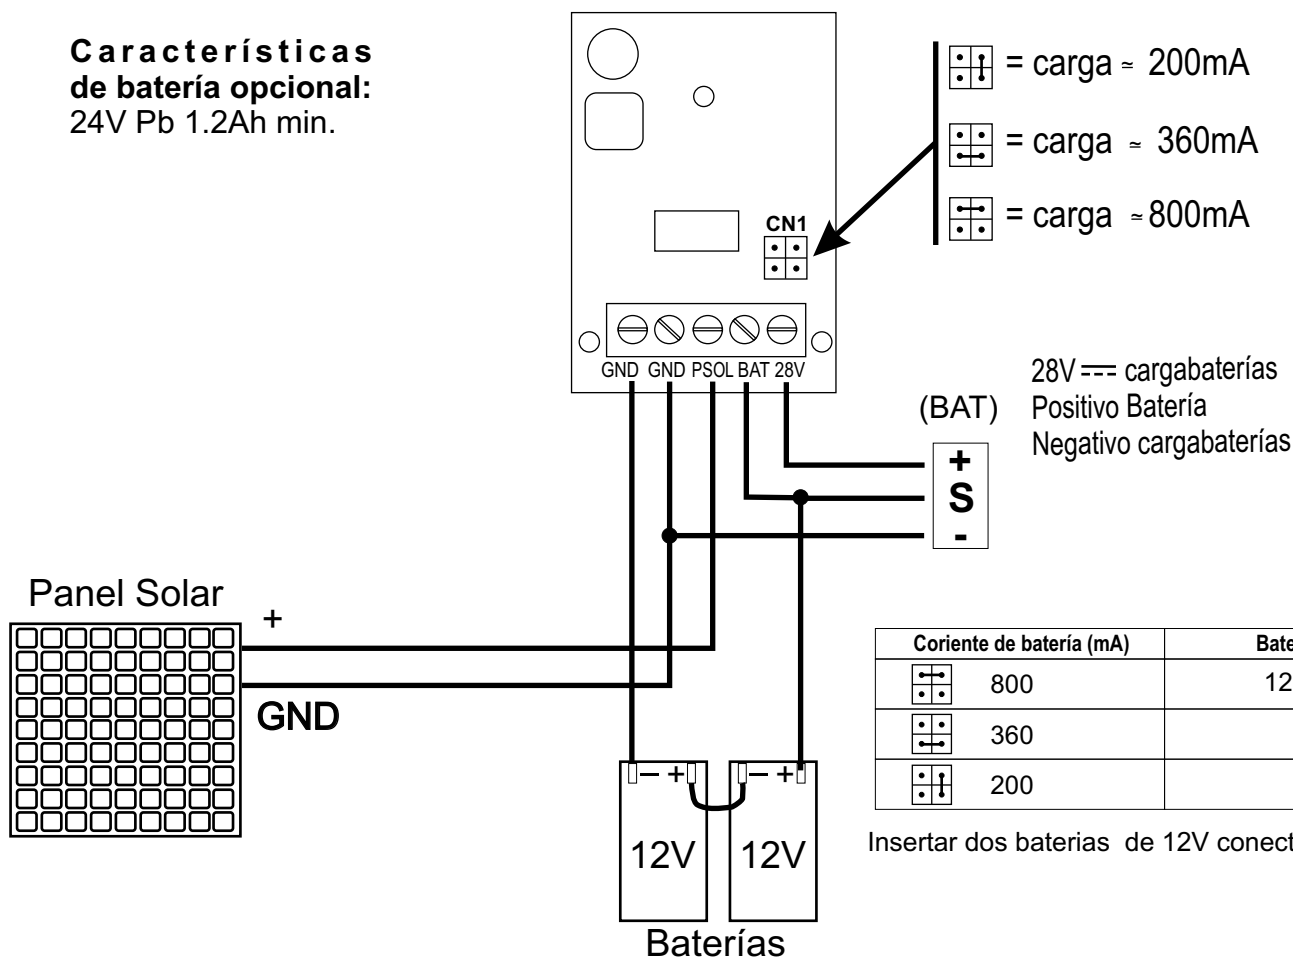 Características
de batería opcional:
24V Pb 1.2Ah min.
= carga ≃ 200mA
= carga ≃ 360mA
= carga ≃800mA
CN1
GND GND PSOL BAT 28V
(BAT)
28V cargabaterías
Positivo Batería
Negativo cargabaterías
+
S
-
Panel Solar
+
GND
Coriente de batería (mA)
800
360
200
Insertar dos baterias de 12V
− + − +
12V 12V
Baterías